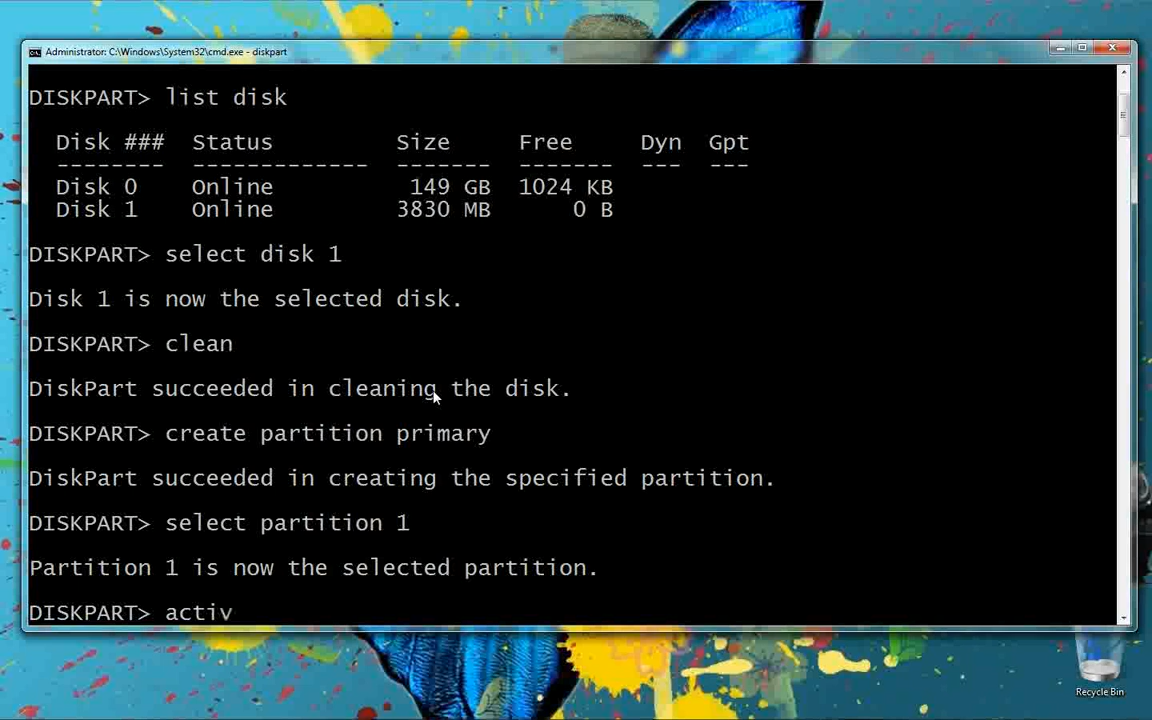 Administrator: C:\Windows\System32\cmd.exe - diskpart
DISKPART> list disk
Disk ### Status Size Free Dyn Gpt
-------- ------------- ------- ------- --- ---
Disk 0 Online 149 GB 1024 KB
Disk 1 Online 3830 MB 0 B
DISKPART> select disk 1
Disk 1 is now the selected disk.
DISKPART> clean
DiskPart succeeded in cleaning the disk.
DISKPART> create partition primary
DiskPart succeeded in creating the specified partition.
DISKPART> select partition 1
Partition 1 is now the selected partition.
DISKPART> activ
Recycle Bin